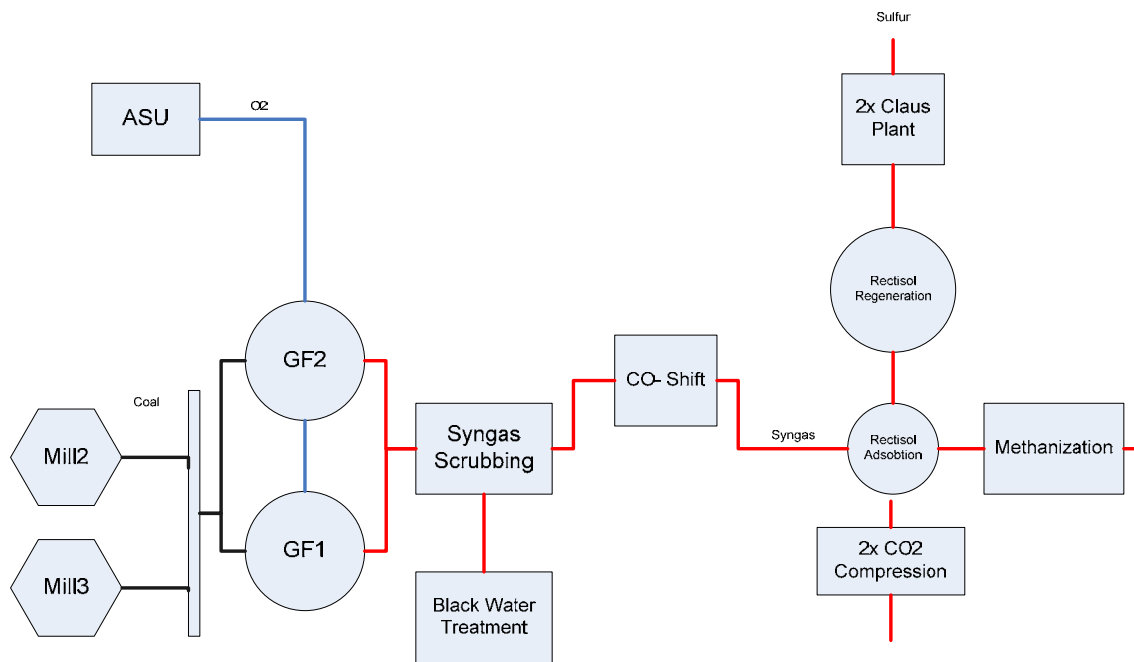 Sulfur
ASU
O2
2x Claus
Plant
Rectisol
Regeneration
GF2
CO- Shift
Coal
Mill2
Syngas
Scrubbing
Syngas
Rectisol
Adsobtion
Methanization
GF1
2x CO2
Compression
Mill3
Black Water
Treatment